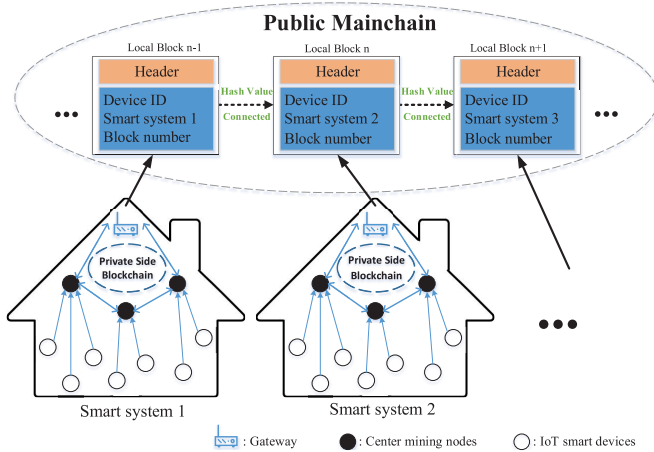 Public Mainchain
Local Block n-1
Local Block n
Local Block n+1
Header
Header
Header
Hash Value
Connected
Hash Value
Connected
Device ID
Smart system 1
Block number
Device ID
Smart system 2
Block number
Device ID
Smart system 3
Block number
...
...
Private Side
Blockchain
Private Side
Blockchain
...
Smart system 1
Smart system 2
: Gateway
: Center mining nodes
: IoT smart devices